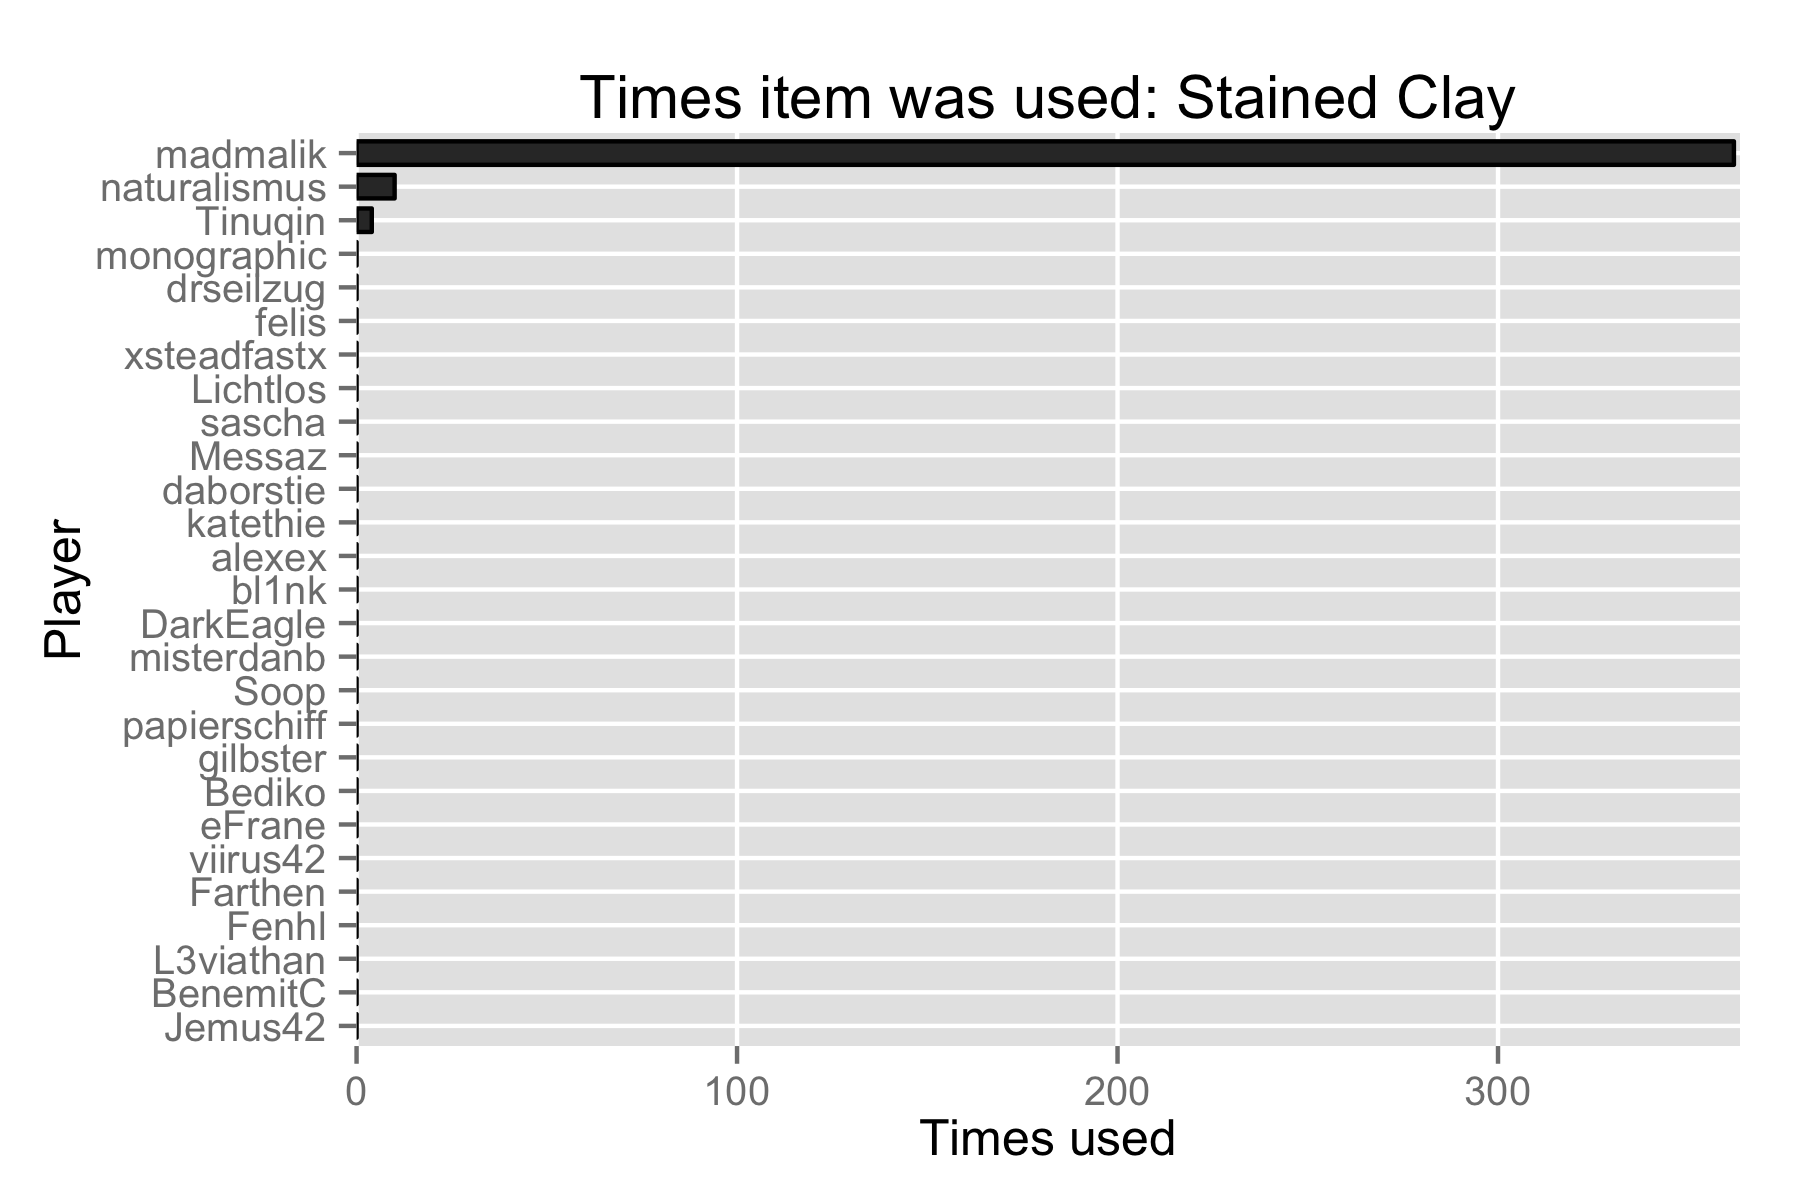 Times item was used: Stained Clay
madmalik
naturalismus
Tinuqin
monographic
drseilzug
felis
xsteadfastx
Lichtlos
sascha
Messaz
daborstie
katethie
alexex
bl1nk
DarkEagle
misterdanb
Soop
papierschiff
gilbster
Bediko
eFrane
viirus42
Farthen
Fenhl
L3viathan
BenemitC
Jemus42
Player
0 100 200 300
Times used